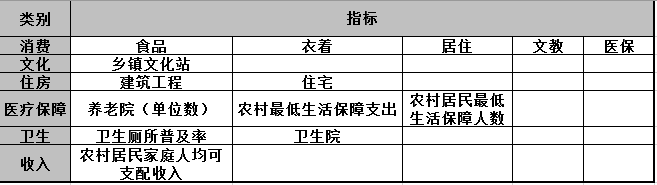 类别 指标
消费 食品 衣着 居住 文教 医保
文化 乡镇文化站
住房 建筑工程 住宅
医疗保障 养老院（单位数） 农村最低生活保障支出 农村居民最低
生活保障人数
卫生 卫生厕所普及率 卫生院
收入 农村居民家庭人均可
支配收入